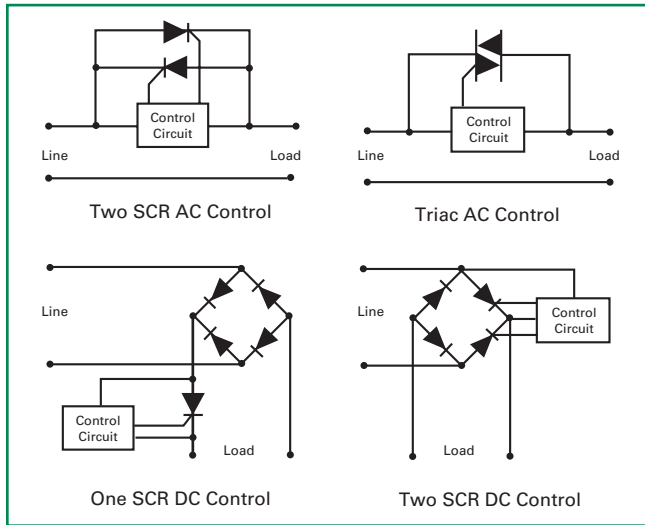 Control
Circuit
Line
Load
Two SCR AC Control
Control
Circuit
Line
Load
Triac AC Control
Line
Control
Circuit
Load
One SCR DC Control
Line
Control
Circuit
Load
Two SCR DC Control